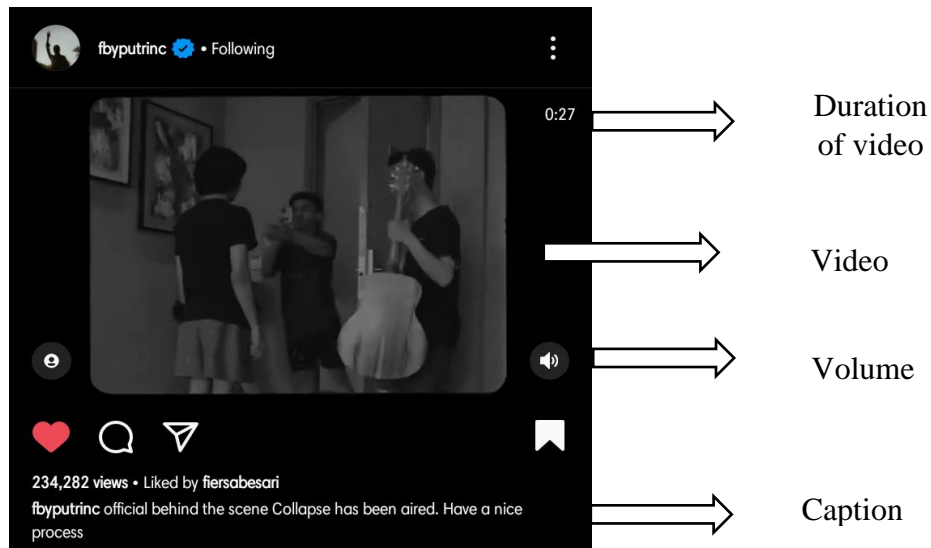 fbyputrinc • Following
0:27
Duration
of video
Video
Volume
234,282 views • Liked by fiersabesari
fbyputrinc official behind the scene Collapse has been aired. Have a nice
process
Caption